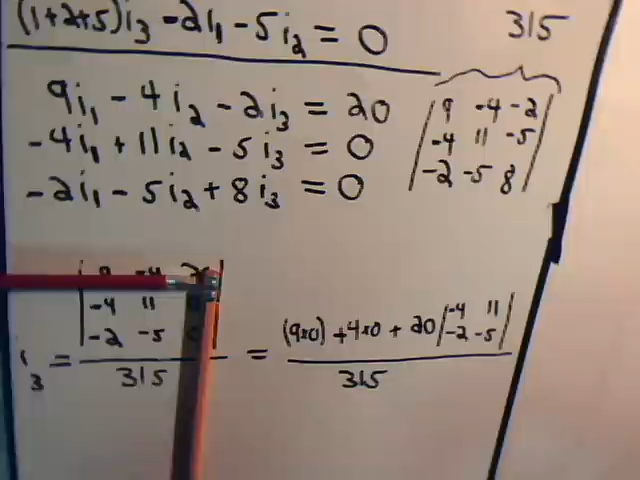 (1+2+5)i₃ - 2i₁ - 5i₂ = 0
315
9i₁ - 4i₂ - 2i₃ = 20
-4i₁ + 11i₂ - 5i₃ = 0
-2i₁ - 5i₂ + 8i₃ = 0
|9 -4 -2|
|-4 11 -5|
|-2 -5 8|
9 -4
-4 11
-2 -5
i₃ = 315
= (9×0) + 4×0 + 20 |-4 11|
|-2 -5|
315